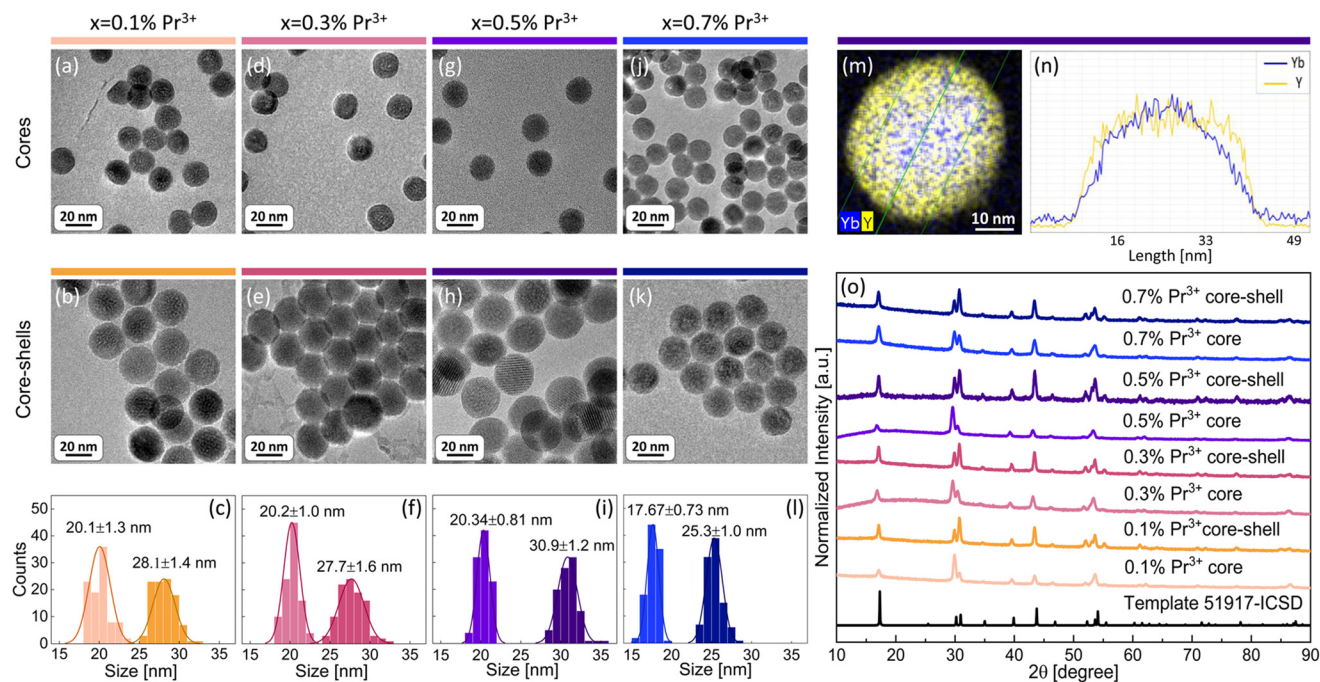 x=0.1% Pr³⁺
x=0.3% Pr³⁺
x=0.5% Pr³⁺
x=0.7% Pr³⁺
Cores
(a)
20 nm
(d)
20 nm
(g)
20 nm
(j)
20 nm
(m)
Yb Y
10 nm
(n)
Yb
Y
16 33 49
Length [nm]
Core-shells
(b)
20 nm
(e)
20 nm
(h)
20 nm
(k)
20 nm
Counts
50
40
30
20
10
0
(c)
20.1±1.3 nm
28.1±1.4 nm
15 20 25 30 35
Size [nm]
(f)
20.2±1.0 nm
27.7±1.6 nm
15 20 25 30 35
Size [nm]
(i)
20.34±0.81 nm
30.9±1.2 nm
15 20 25 30 35
Size [nm]
(l)
17.67±0.73 nm
25.3±1.0 nm
15 20 25 30 35
Size [nm]
(o)
Normalized Intensity [a.u.]
0.7% Pr³⁺ core-shell
0.7% Pr³⁺ core
0.5% Pr³⁺ core-shell
0.5% Pr³⁺ core
0.3% Pr³⁺ core-shell
0.3% Pr³⁺ core
0.1% Pr³⁺core-shell
0.1% Pr³⁺ core
Template 51917-ICSD
10 20 30 40 50 60 70 80 90
2θ [degree]